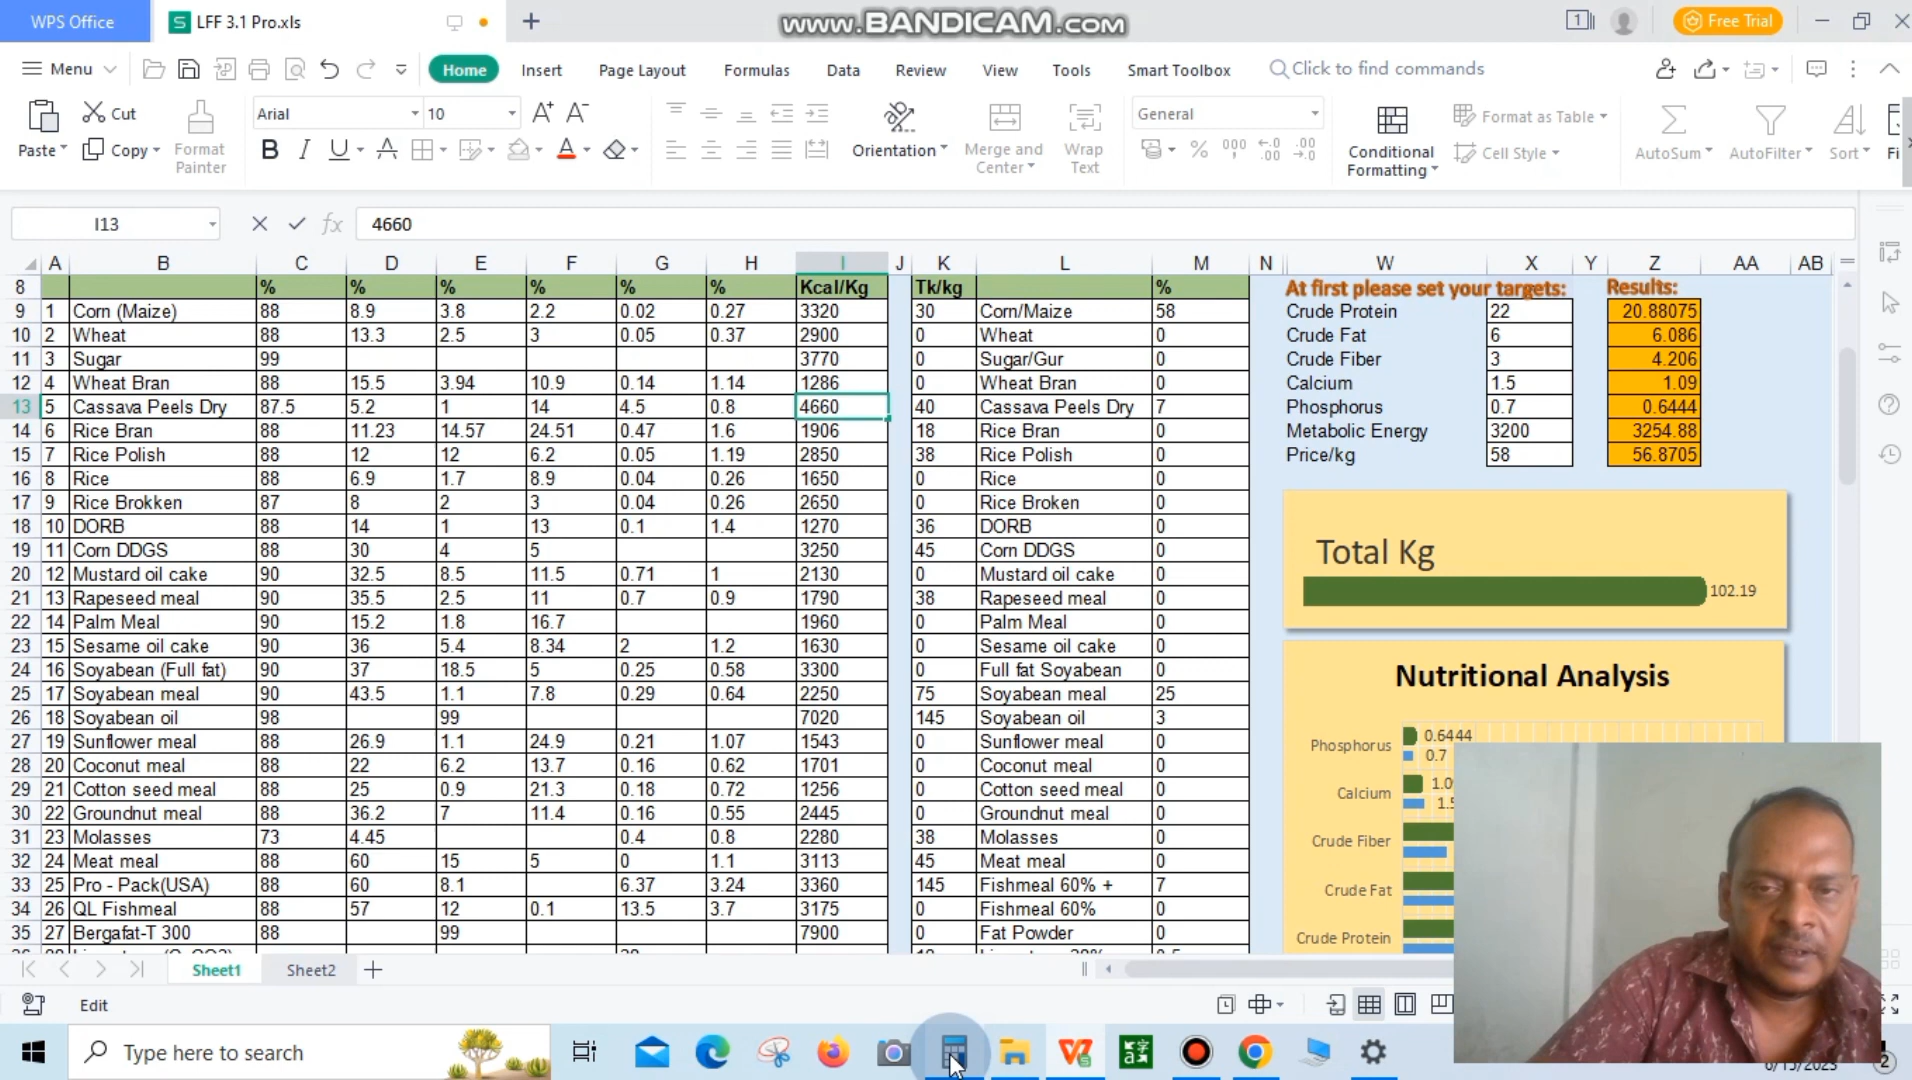 WPS Office LFF 3.1 Pro.xls www.BANDICAM.com 1 Free Trial
Menu Home Insert Page Layout Formulas Data Review View Tools Smart Toolbox Click to find commands
Paste Cut Copy Format Painter Arial 10 A+ A- B I U A Orientation Merge and Center Wrap Text General % 000 Conditional Formatting Format as Table Cell Style AutoSum AutoFilter Sort Fi
I13 fx 4660
A B C D E F G H I J K L M N W X Y Z AA AB
8 % % % % % % Kcal/Kg Tk/kg % At first please set your targets: Results:
9 1 Corn (Maize) 88 8.9 3.8 2.2 0.02 0.27 3320 30 Corn/Maize 58 Crude Protein 22 20.88075
10 2 Wheat 88 13.3 2.5 3 0.05 0.37 2900 0 Wheat 0 Crude Fat 6 6.086
11 3 Sugar 99 3770 0 Sugar/Gur 0 Crude Fiber 3 4.206
12 4 Wheat Bran 88 15.5 3.94 10.9 0.14 1.14 1286 0 Wheat Bran 0 Calcium 1.5 1.09
13 5 Cassava Peels Dry 87.5 5.2 1 14 4.5 0.8 4660 40 Cassava Peels Dry 7 Phosphorus 0.7 0.6444
14 6 Rice Bran 88 11.23 14.57 24.51 0.47 1.6 1906 18 Rice Bran 0 Metabolic Energy 3200 3254.88
15 7 Rice Polish 88 12 12 6.2 0.05 1.19 2850 38 Rice Polish 0 Price/kg 58 56.8705
16 8 Rice 88 6.9 1.7 8.9 0.04 0.26 1650 0 Rice 0
17 9 Rice Brokken 87 8 2 3 0.04 0.26 2650 0 Rice Broken 0
18 10 DORB 88 14 1 13 0.1 1.4 1270 36 DORB 0
19 11 Corn DDGS 88 30 4 5 3250 45 Corn DDGS 0
20 12 Mustard oil cake 90 32.5 8.5 11.5 0.71 1 2130 0 Mustard oil cake 0
21 13 Rapeseed meal 90 35.5 2.5 11 0.7 0.9 1790 38 Rapeseed meal 0
22 14 Palm Meal 90 15.2 1.8 16.7 1960 0 Palm Meal 0
23 15 Sesame oil cake 90 36 5.4 8.34 2 1.2 1630 0 Sesame oil cake 0
24 16 Soyabean (Full fat) 90 37 18.5 5 0.25 0.58 3300 0 Full fat Soyabean 0
25 17 Soyabean meal 90 43.5 1.1 7.8 0.29 0.64 2250 75 Soyabean meal 25
26 18 Soyabean oil 98 99 7020 145 Soyabean oil 3
27 19 Sunflower meal 88 26.9 1.1 24.9 0.21 1.07 1543 0 Sunflower meal 0
28 20 Coconut meal 88 22 6.2 13.7 0.16 0.62 1701 0 Coconut meal 0
29 21 Cotton seed meal 88 25 0.9 21.3 0.18 0.72 1256 0 Cotton seed meal 0
30 22 Groundnut meal 88 36.2 7 11.4 0.16 0.55 2445 0 Groundnut meal 0
31 23 Molasses 73 4.45 0.4 0.8 2280 38 Molasses 0
32 24 Meat meal 88 60 15 5 0 1.1 3113 45 Meat meal 0
33 25 Pro - Pack(USA) 88 60 8.1 6.37 3.24 3360 145 Fishmeal 60% + 7
34 26 QL Fishmeal 88 57 12 0.1 13.5 3.7 3175 0 Fishmeal 60% 0
35 27 Bergafat-T 300 88 99 7900 0 Fat Powder 0
Total Kg
102.19
Nutritional Analysis
Phosphorus 0.6444
0.7
Calcium 1.0
1.5
Crude Fiber
Crude Fat
Crude Protein
Sheet1 Sheet2
Edit
Type here to search